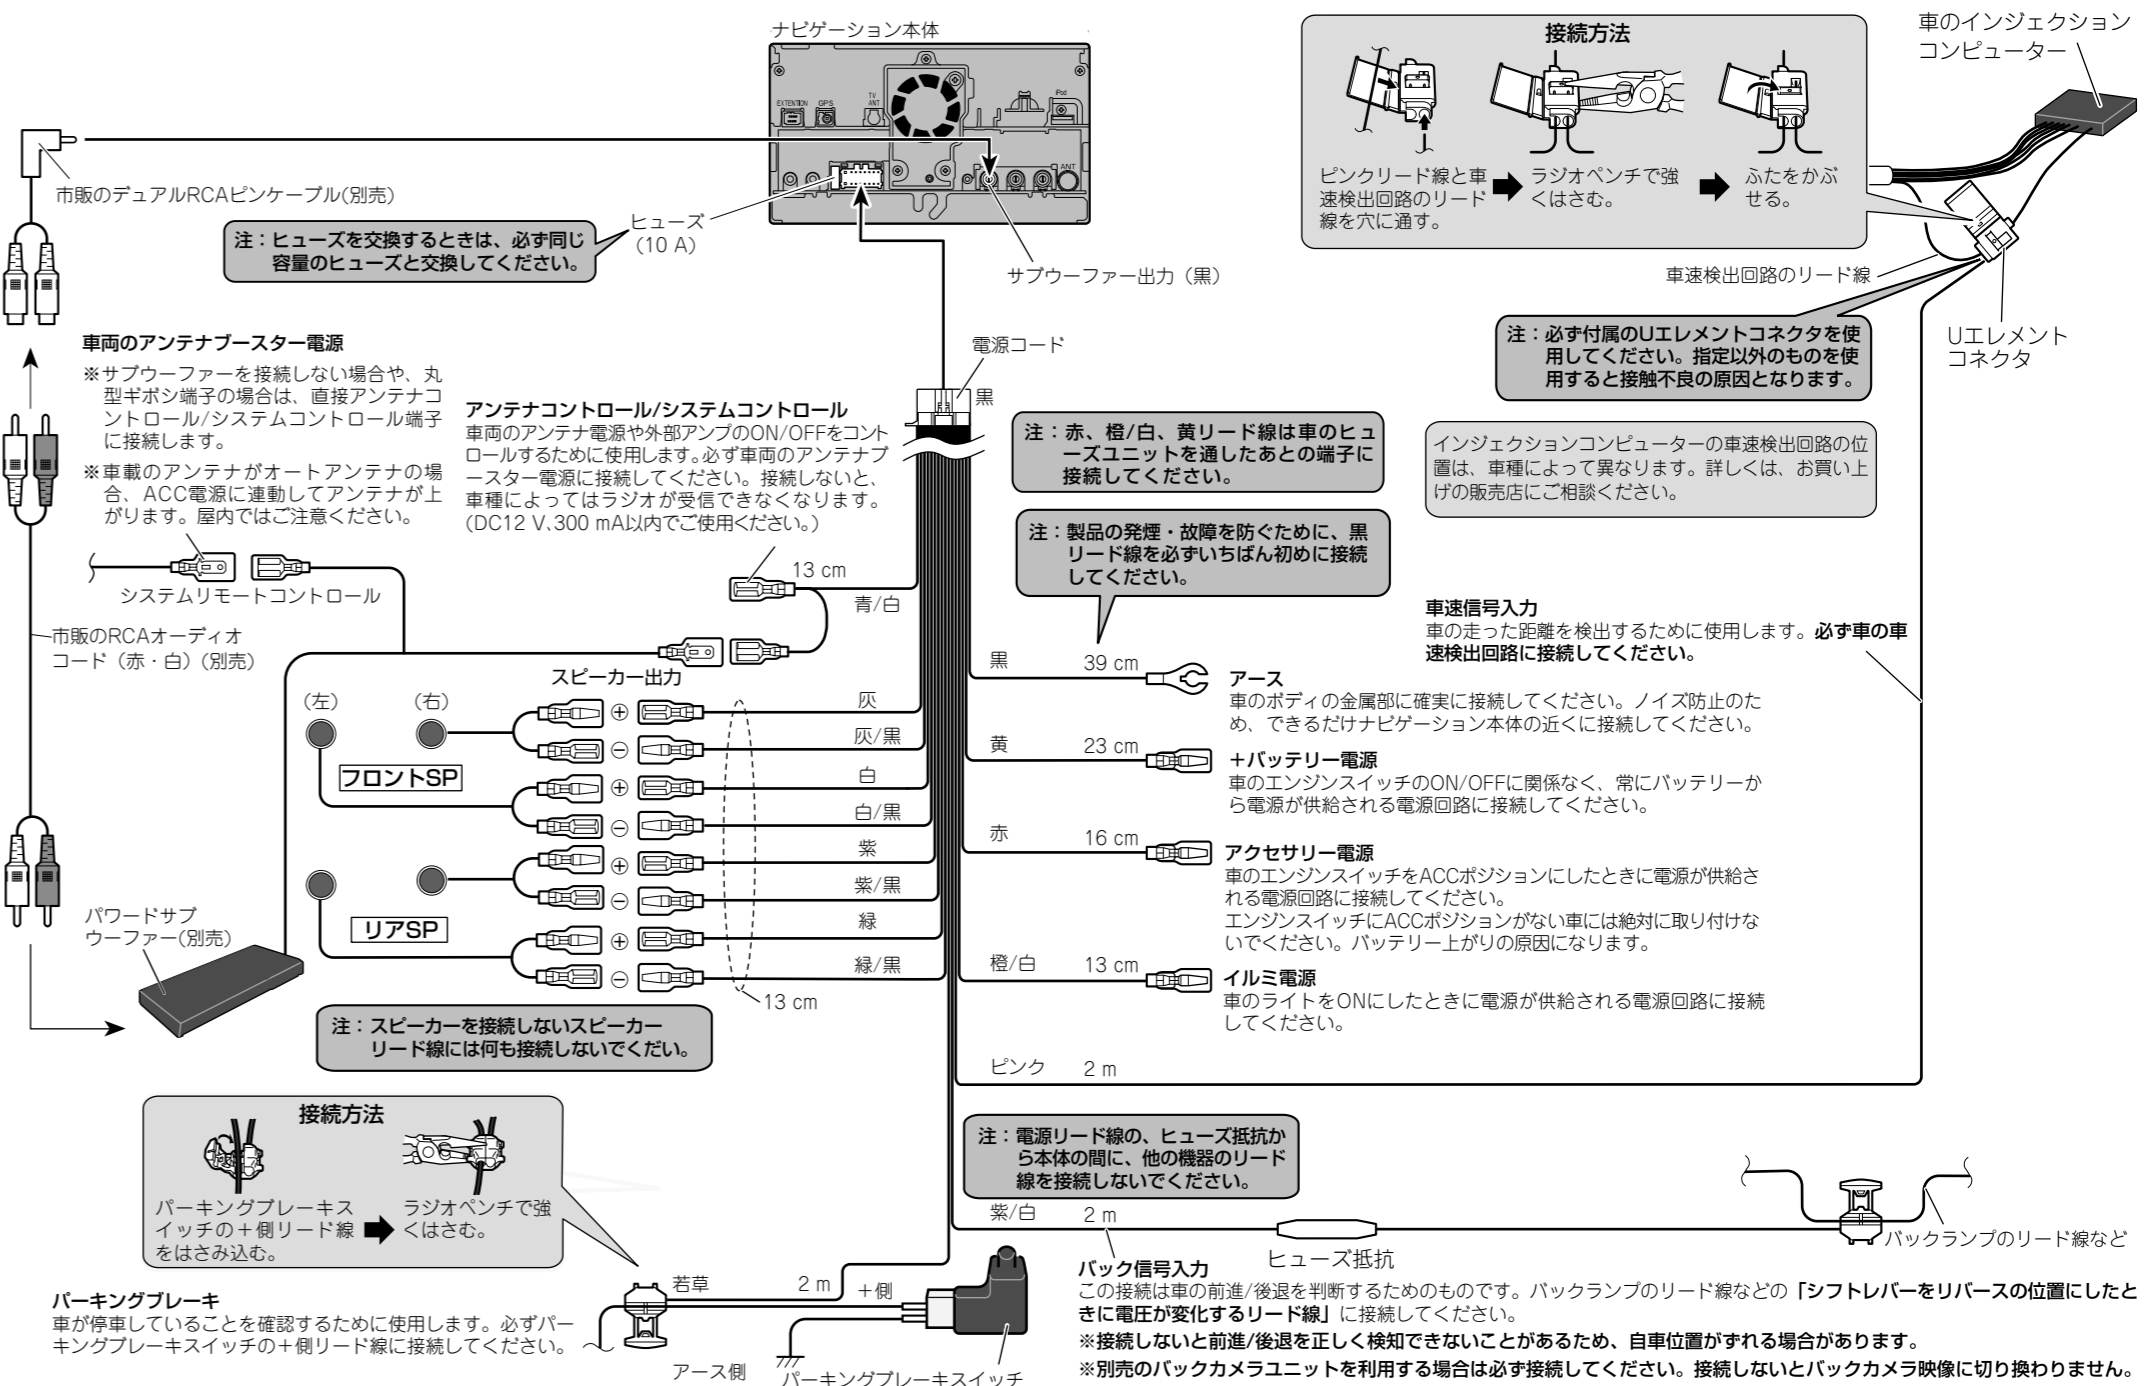 ナビゲーション本体
EXTENTION
GPS
TV
ANT
iPod
ANT
市販のデュアルRCAピンケーブル(別売)
注：ヒューズを交換するときは、必ず同じ
容量のヒューズと交換してください。
ヒューズ
(10 A)
サブウーファー出力（黒）
接続方法
ピンクリード線と車
速検出回路のリード
線を穴に通す。
ラジオペンチで強
くはさむ。
ふたをかぶ
せる。
車のインジェクション
コンピューター
車速検出回路のリード線
Uエレメント
コネクタ
注：必ず付属のUエレメントコネクタを使
用してください。指定以外のものを使
用すると接触不良の原因となります。
インジェクションコンピューターの車速検出回路の位
置は、車種によって異なります。詳しくは、お買い上
げの販売店にご相談ください。
車両のアンテナブースター電源
※サブウーファーを接続しない場合や、丸
型ギボシ端子の場合は、直接アンテナコ
ントロール/システムコントロール端子
に接続します。
※車載のアンテナがオートアンテナの場
合、ACC電源に連動してアンテナが上
がります。屋内ではご注意ください。
システムリモートコントロール
市販のRCAオーディオ
コード（赤・白）(別売)
アンテナコントロール/システムコントロール
車両のアンテナ電源や外部アンプのON/OFFをコント
ロールするために使用します。必ず車両のアンテナブ
ースター電源に接続してください。接続しないと、
車種によってはラジオが受信できなくなります。
(DC12 V、300 mA以内でご使用ください。)
電源コード
黒
13 cm
青/白
注：赤、橙/白、黄リード線は車のヒュ
ーズユニットを通したあとの端子に
接続してください。
注：製品の発煙・故障を防ぐために、黒
リード線を必ずいちばん初めに接続
してください。
車速信号入力
車の走った距離を検出するために使用します。必ず車の車
速検出回路に接続してください。
スピーカー出力
(左)
(右)
フロントSP
リアSP
⊕
⊖
⊕
⊖
⊕
⊖
⊕
⊖
灰
灰/黒
白
白/黒
紫
紫/黒
緑
緑/黒
13 cm
パワードサブ
ウーファー(別売)
注：スピーカーを接続しないスピーカー
リード線には何も接続しないでくだい。
黒 39 cm
アース
車のボディの金属部に確実に接続してください。ノイズ防止のた
め、できるだけナビゲーション本体の近くに接続してください。
黄 23 cm
＋バッテリー電源
車のエンジンスイッチのON/OFFに関係なく、常にバッテリーか
ら電源が供給される電源回路に接続してください。
赤 16 cm
アクセサリー電源
車のエンジンスイッチをACCポジションにしたときに電源が供給さ
れる電源回路に接続してください。
エンジンスイッチにACCポジションがない車には絶対に取り付けな
いでください。バッテリー上がりの原因になります。
橙/白 13 cm
イルミ電源
車のライトをONにしたときに電源が供給される電源回路に接続
してください。
ピンク 2 m
注：電源リード線の、ヒューズ抵抗か
ら本体の間に、他の機器のリード
線を接続しないでください。
紫/白 2 m
ヒューズ抵抗
バックランプのリード線など
バック信号入力
この接続は車の前進/後退を判断するためのものです。バックランプのリード線などの「シフトレバーをリバースの位置にしたと
きに電圧が変化するリード線」に接続してください。
※接続しないと前進/後退を正しく検知できないことがあるため、自車位置がずれる場合があります。
※別売のバックカメラユニットを利用する場合は必ず接続してください。接続しないとバックカメラ映像に切り換わりません。
接続方法
パーキングブレーキス
イッチの＋側リード線
をはさみ込む。
ラジオペンチで強
くはさむ。
若草 2 m
＋側
アース側
パーキングブレーキスイッチ
パーキングブレーキ
車が停車していることを確認するために使用します。必ずパー
キングブレーキスイッチの＋側リード線に接続してください。